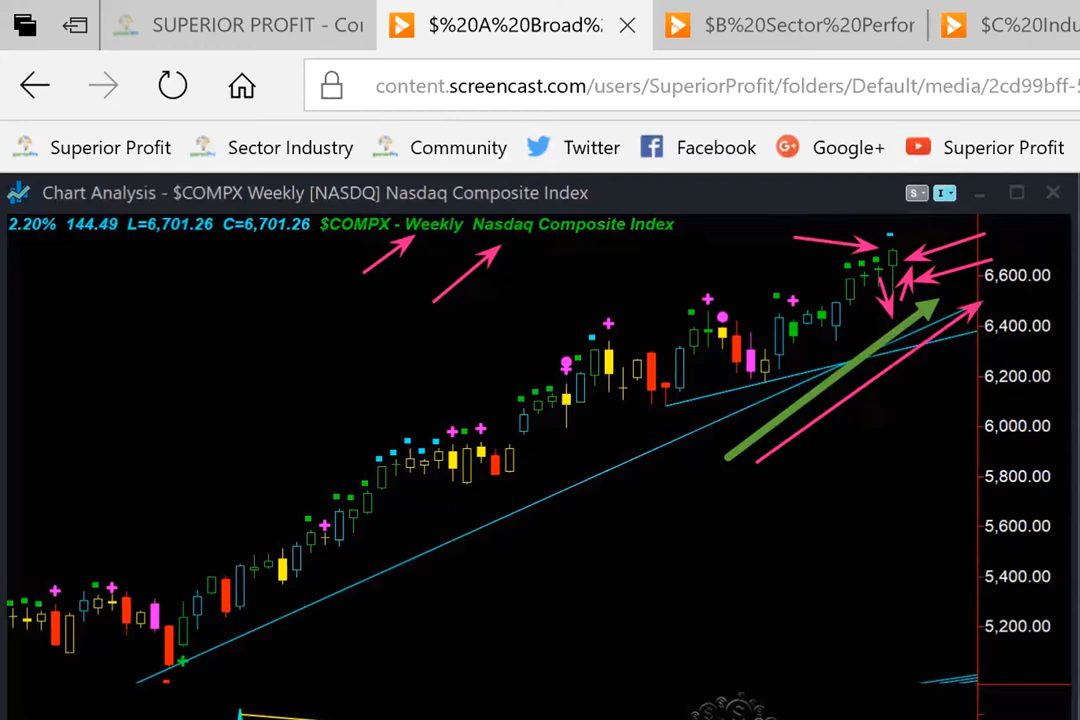 SUPERIOR PROFIT - Cor
$%20A%20Broad%
$B%20Sector%20Perfor
$C%20Indu
content.screencast.com/users/SuperiorProfit/folders/Default/media/2cd99bff-5
Superior Profit
Sector Industry
Community
Twitter
Facebook
Google+
Superior Profit
Chart Analysis - $COMPX Weekly [NASDQ] Nasdaq Composite Index
S
I
2.20% 144.49 L=6,701.26 C=6,701.26 $COMPX - Weekly Nasdaq Composite Index
6,600.00
6,400.00
6,200.00
6,000.00
5,800.00
5,600.00
5,400.00
5,200.00